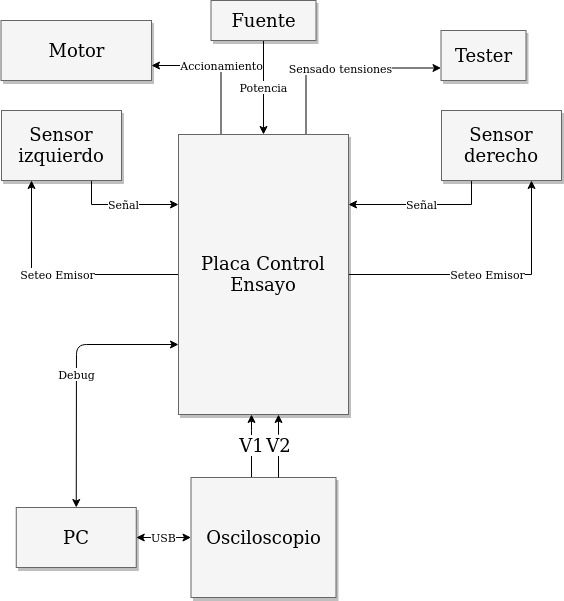 Fuente
Motor
Tester
Accionamiento
Sensado tensiones
Potencia
Sensor
izquierdo
Sensor
derecho
Señal
Señal
Placa Control
Ensayo
Seteo Emisor
Seteo Emisor
Debug
V1
V2
PC
USB
Osciloscopio